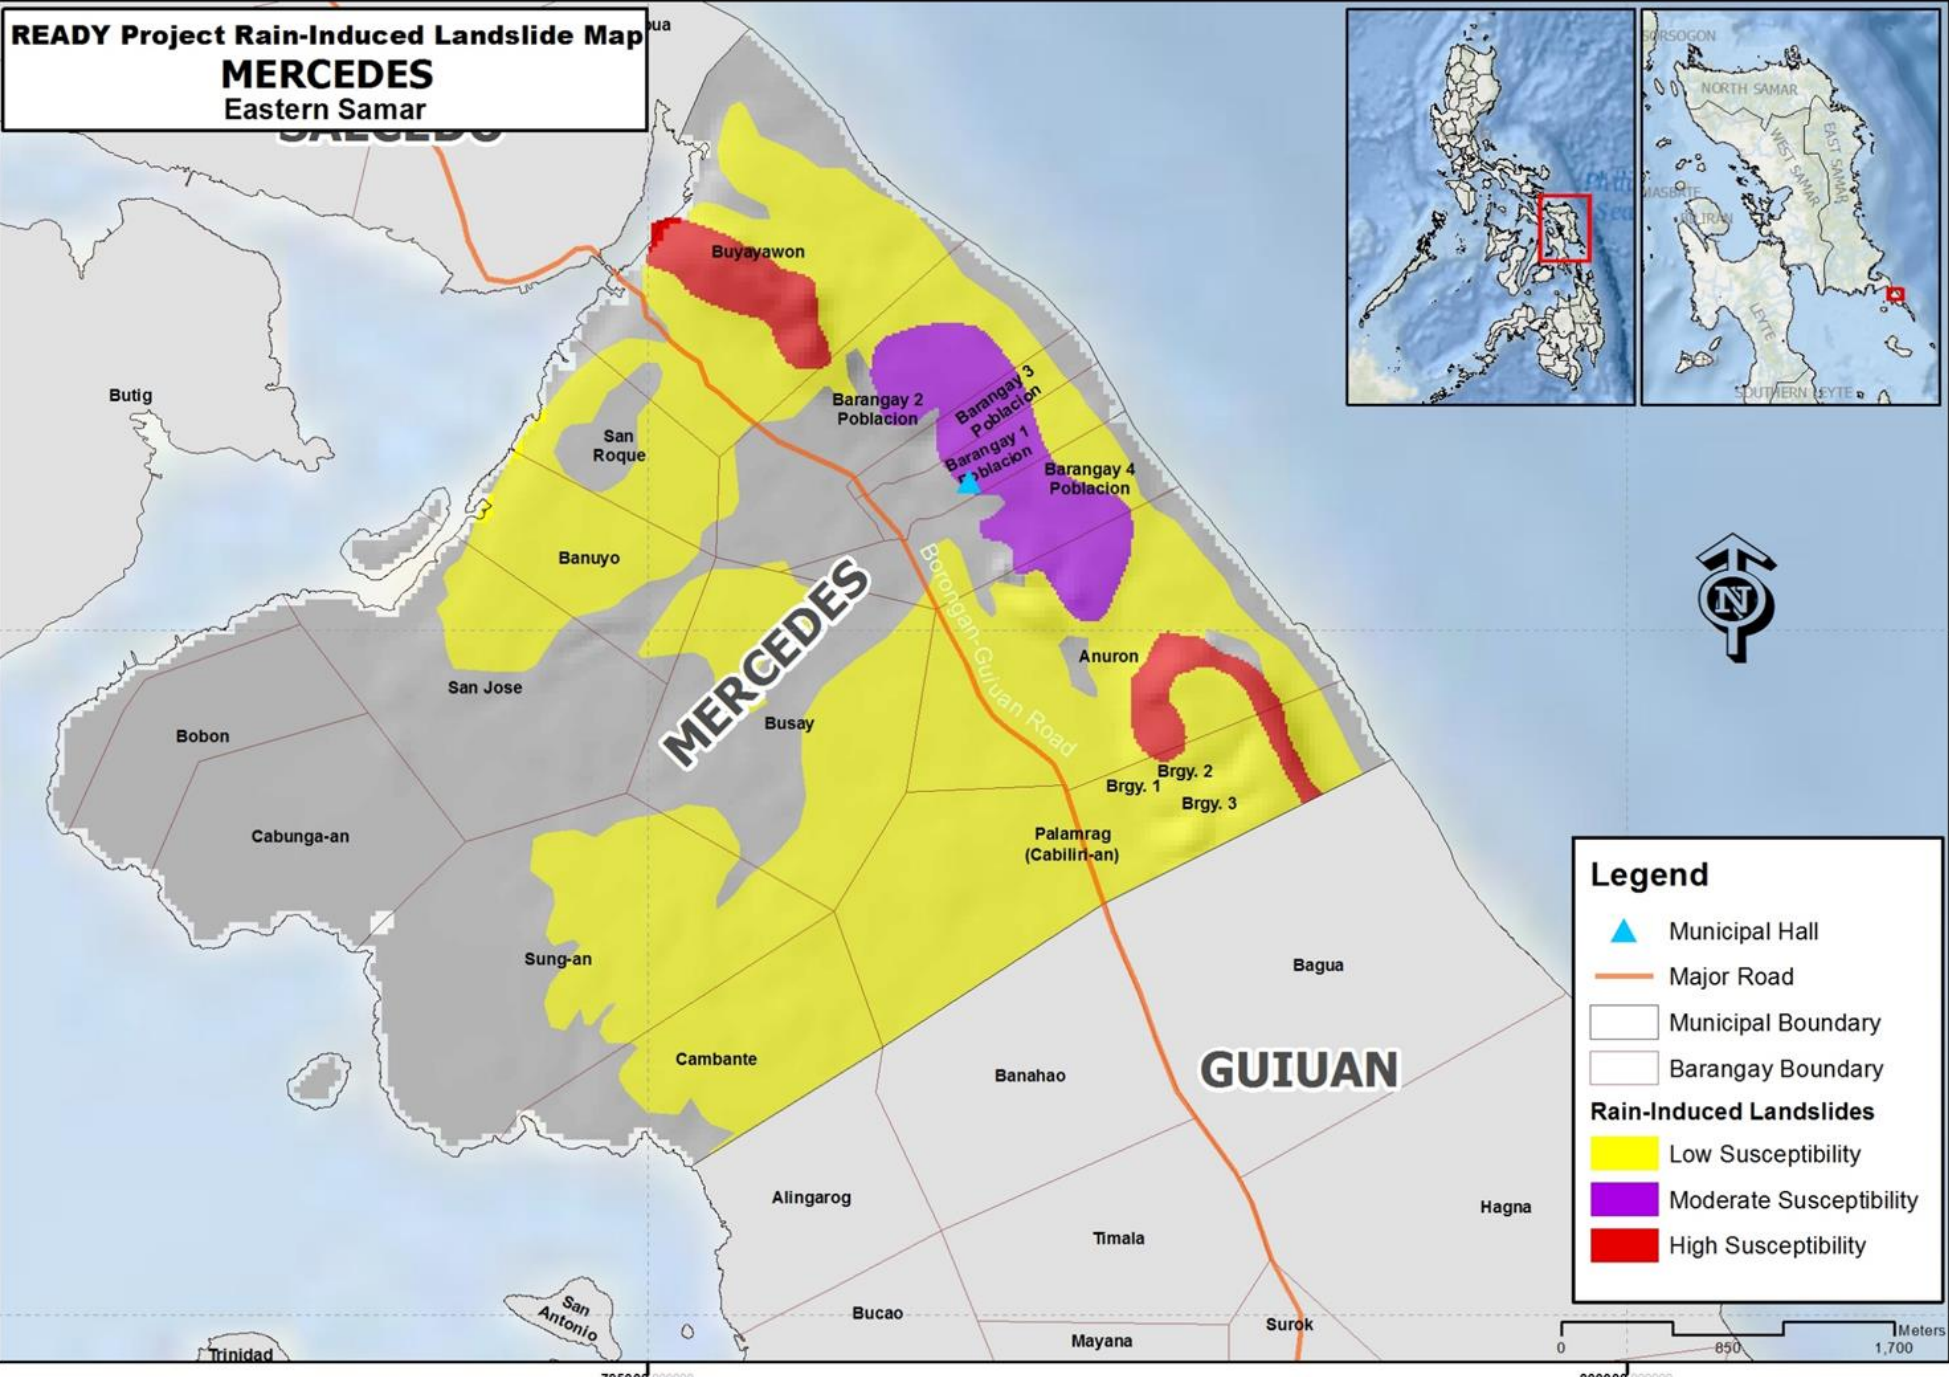 READY Project Rain-Induced Landslide Map
MERCEDES
Eastern Samar
SALCEDO
SORSOGON
NORTH SAMAR
WEST SAMAR
EAST SAMAR
MASBATE
LEYTE
SOUTHERN LEYTE
Sea
Buyayawon
Butig
Barangay 2
Poblacion
Barangay 3
Poblacion
Barangay 1
Poblacion
Barangay 4
Poblacion
San
Roque
Banuyo
MERCEDES
Borongan-Guiuan Road
N
Anuron
San Jose
Bobon
Busay
Brgy. 2
Brgy. 1
Brgy. 3
Cabunga-an
Palamrag
(Cabilin-an)
Sung-an
Bagua
Cambante
Banahao
GUIUAN
Alingarog
Hagna
Timala
San
Antonio
Bucao
Surok
Mayana
Trinidad
Legend
Municipal Hall
Major Road
Municipal Boundary
Barangay Boundary
Rain-Induced Landslides
Low Susceptibility
Moderate Susceptibility
High Susceptibility
Meters
0 850 1,700